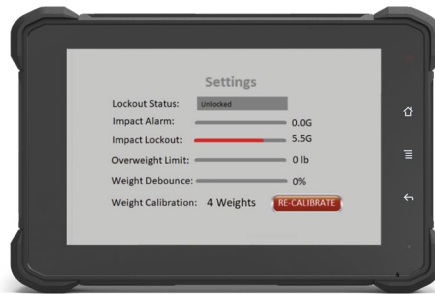 Settings
Lockout Status: Unlocked
Impact Alarm: 0.0G
Impact Lockout: 5.5G
Overweight Limit: 0 lb
Weight Debounce: 0%
Weight Calibration: 4 Weights RE-CALIBRATE